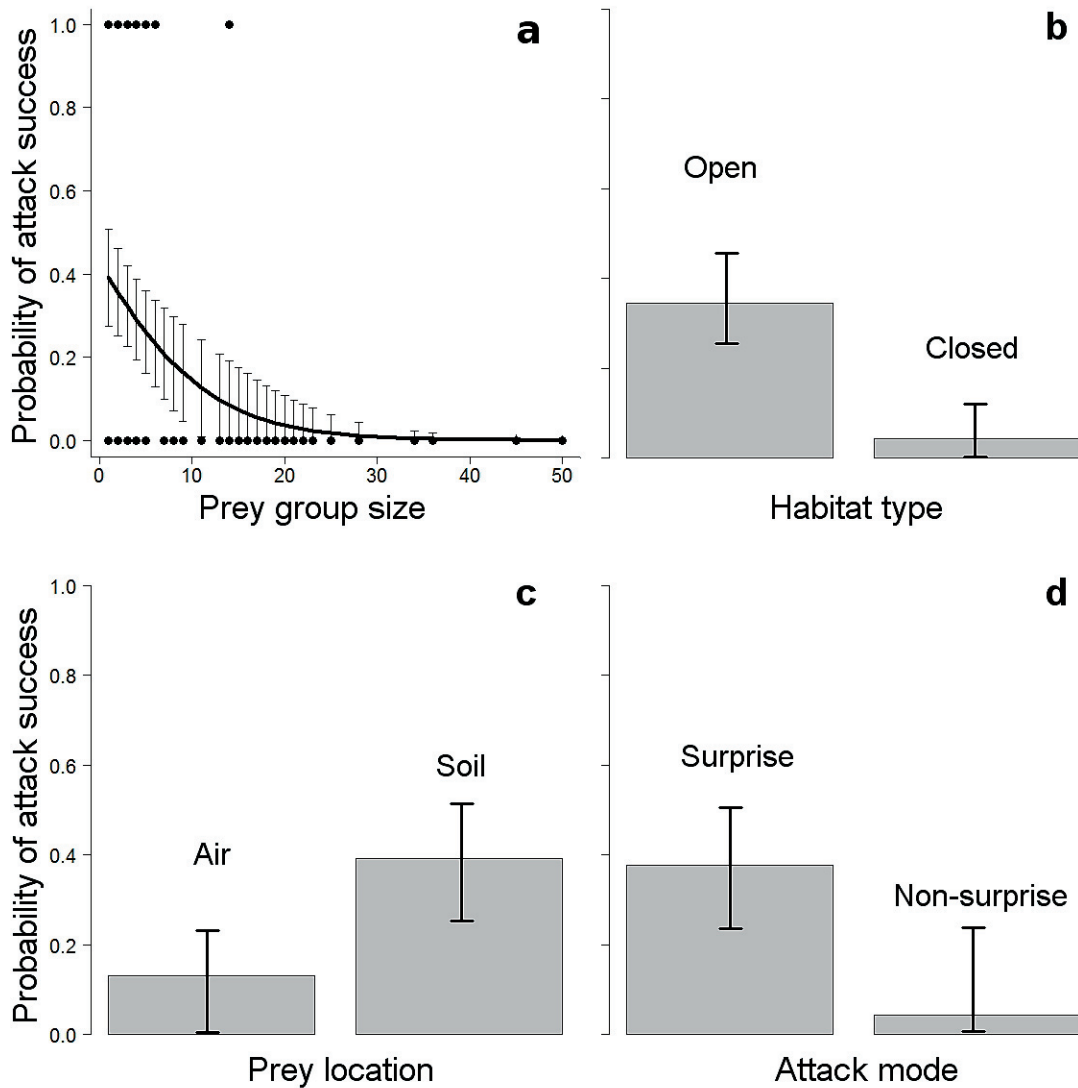 a
Probability of attack success
1.0
0.8
0.6
0.4
0.2
0.0
0
10
20
30
40
50
Prey group size
b
Open
Closed
Habitat type
c
Probability of attack success
1.0
0.8
0.6
0.4
0.2
0.0
Air
Soil
Prey location
d
Surprise
Non-surprise
Attack mode